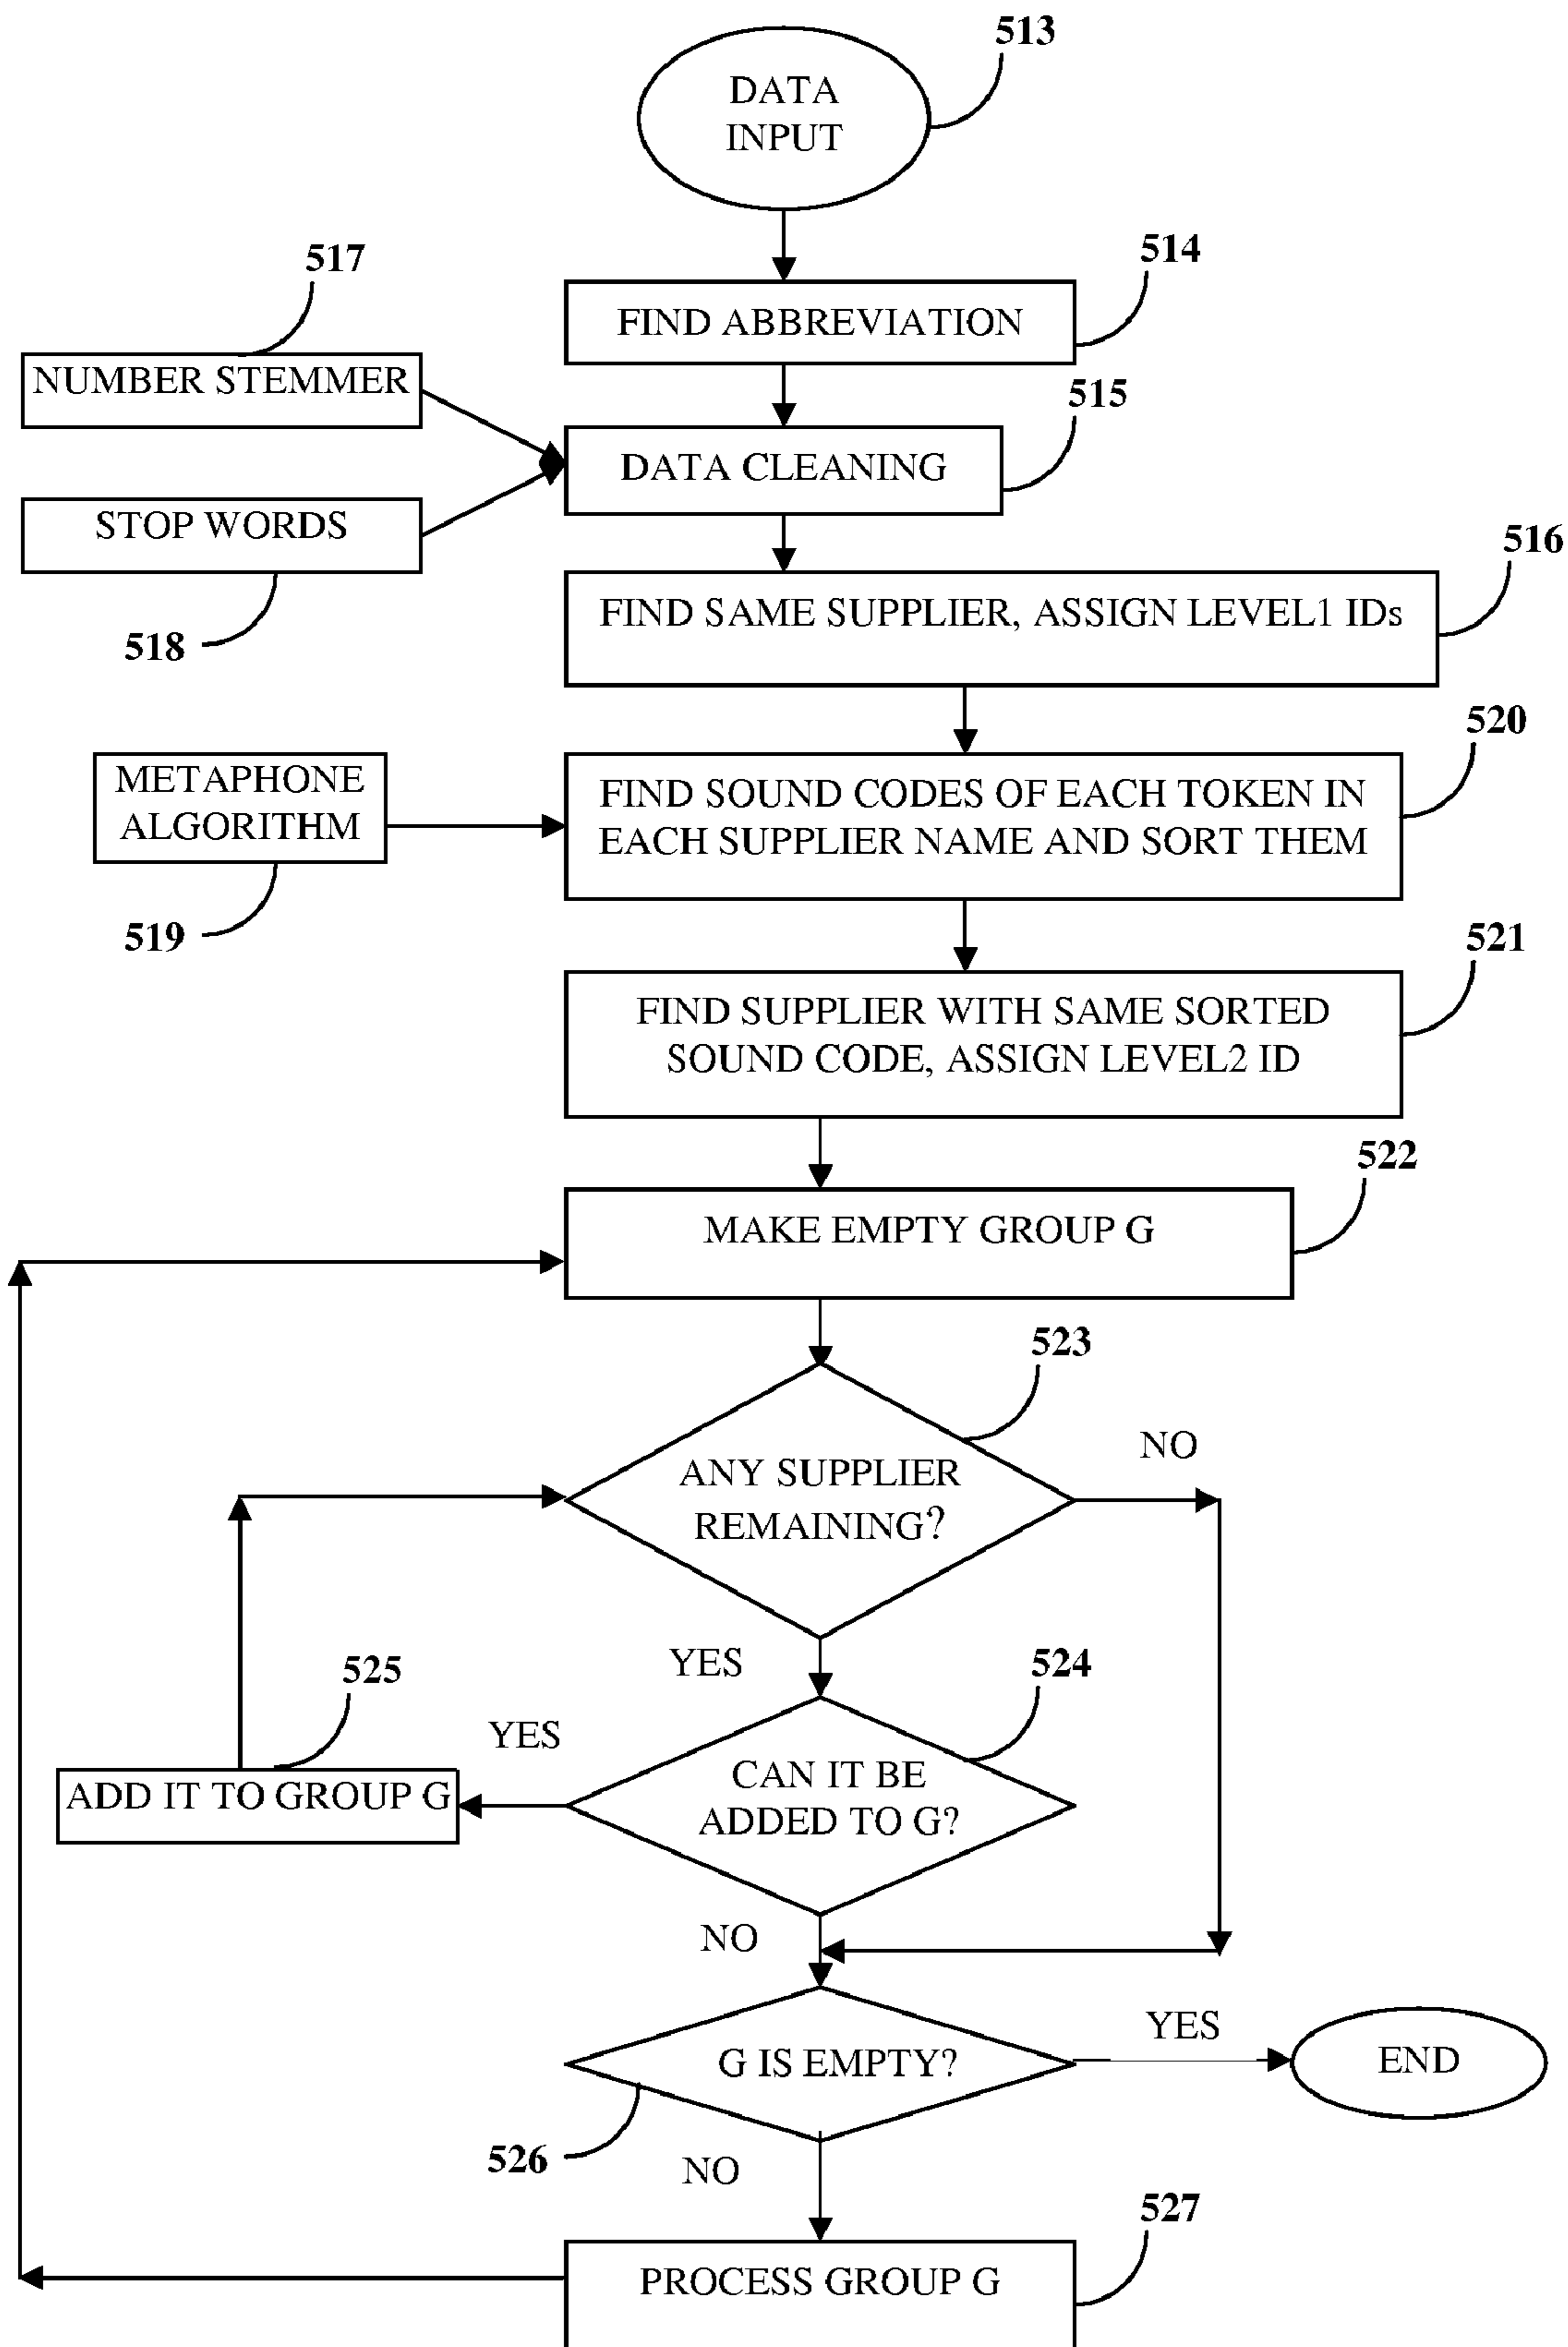 513
DATA
INPUT
517
514
FIND ABBREVIATION
NUMBER STEMMER
515
DATA CLEANING
STOP WORDS
516
518
FIND SAME SUPPLIER, ASSIGN LEVEL1 IDs
520
METAPHONE
ALGORITHM
FIND SOUND CODES OF EACH TOKEN IN
EACH SUPPLIER NAME AND SORT THEM
519
521
FIND SUPPLIER WITH SAME SORTED
SOUND CODE, ASSIGN LEVEL2 ID
522
MAKE EMPTY GROUP G
523
NO
ANY SUPPLIER
REMAINING?
YES
524
525
YES
CAN IT BE
ADDED TO G?
ADD IT TO GROUP G
NO
YES
G IS EMPTY?
END
526
NO
527
PROCESS GROUP G